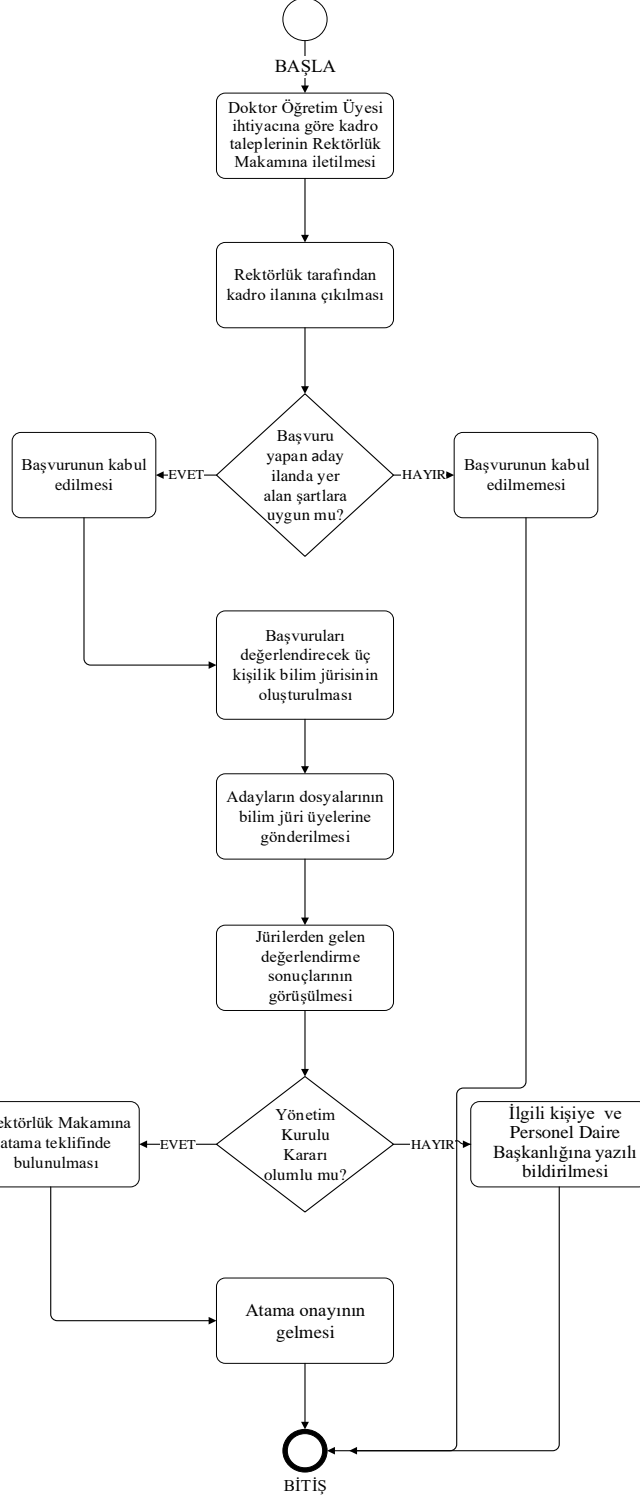 BAŞLA
Doktor Öğretim Üyesi
ihtiyacına göre kadro
taleplerinin Rektörlük
Makamına iletilmesi
Rektörlük tarafından
kadro ilanına çıkılması
Başvuru
yapan aday
ilanda yer
alan şartlara
uygun mu?
EVET
HAYIR
Başvurunun kabul
edilmesi
Başvurunun kabul
edilmemesi
Başvuruları
değerlendirecek üç
kişilik bilim jürisinin
oluşturulması
Adayların dosyalarının
bilim jüri üyelerine
gönderilmesi
Jürilerden gelen
değerlendirme
sonuçlarının
görüşülmesi
Yönetim
Kurulu
Kararı
olumlu mu?
EVET
HAYIR
ektörlük Makamına
atama teklifinde
bulunulması
İlgili kişiye ve
Personel Daire
Başkanlığına yazılı
bildirilmesi
Atama onayının
gelmesi
BİTİŞ